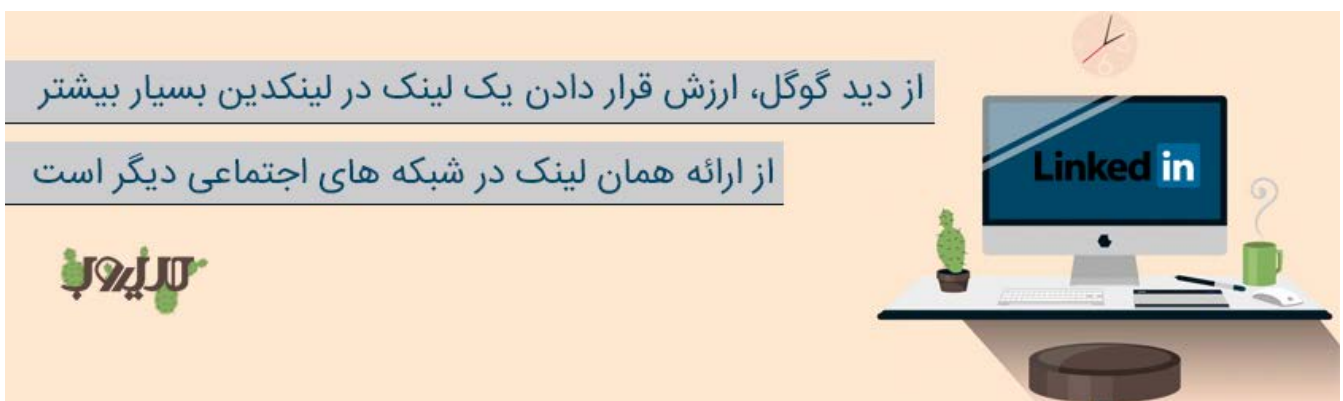 از دید گوگل، ارزش قرار دادن یک لینک در لینکدین بسیار بیشتر
از ارائه همان لینک در شبکه های اجتماعی دیگر است
Linked in